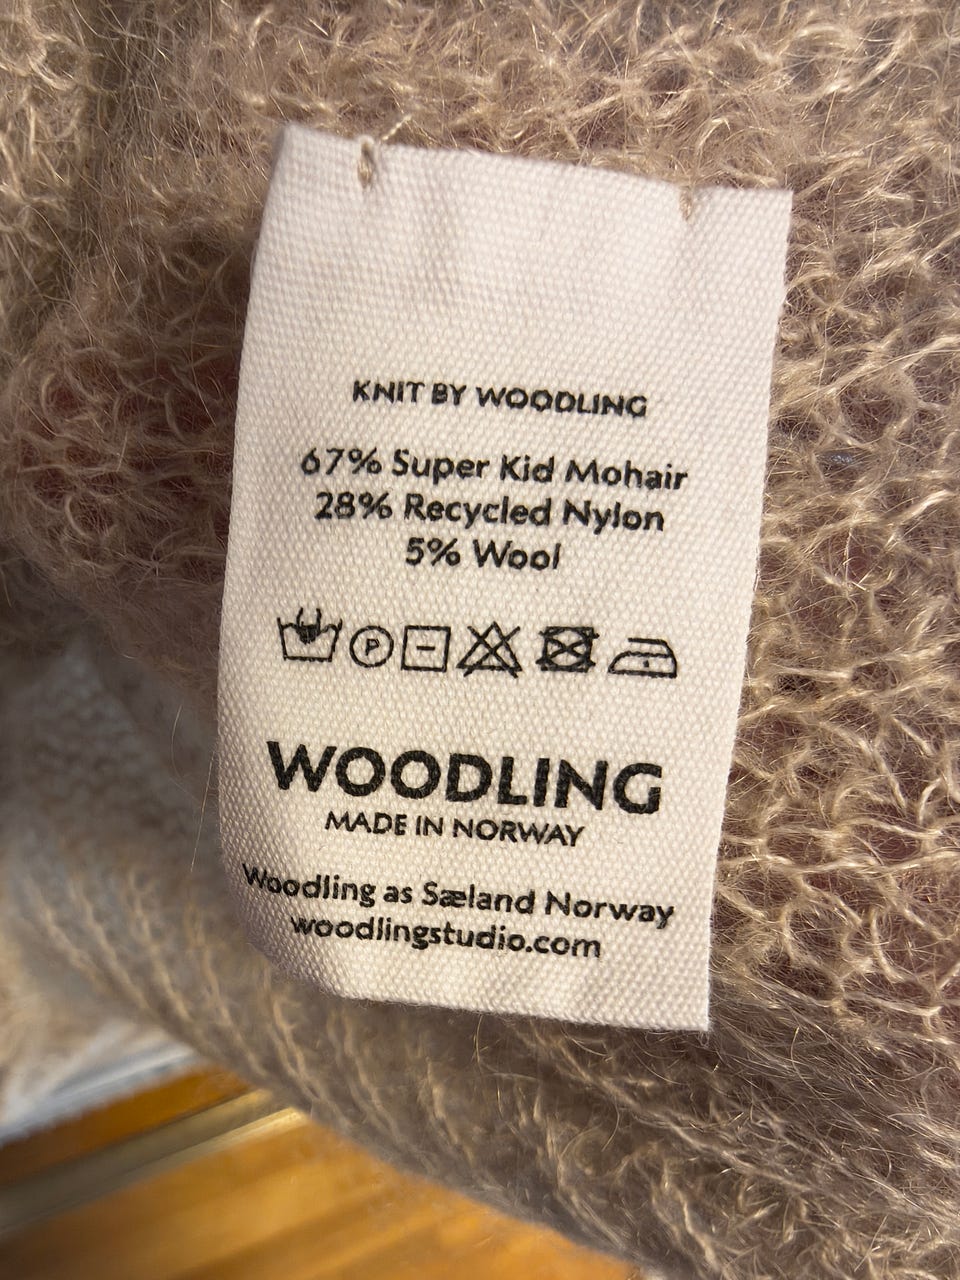 KNIT BY WOODLING
67% Super Kid Mohair
28% Recycled Nylon
5% Wool
P
WOODLING
MADE IN NORWAY
Woodling as Sæland Norway
woodlingstudio.com